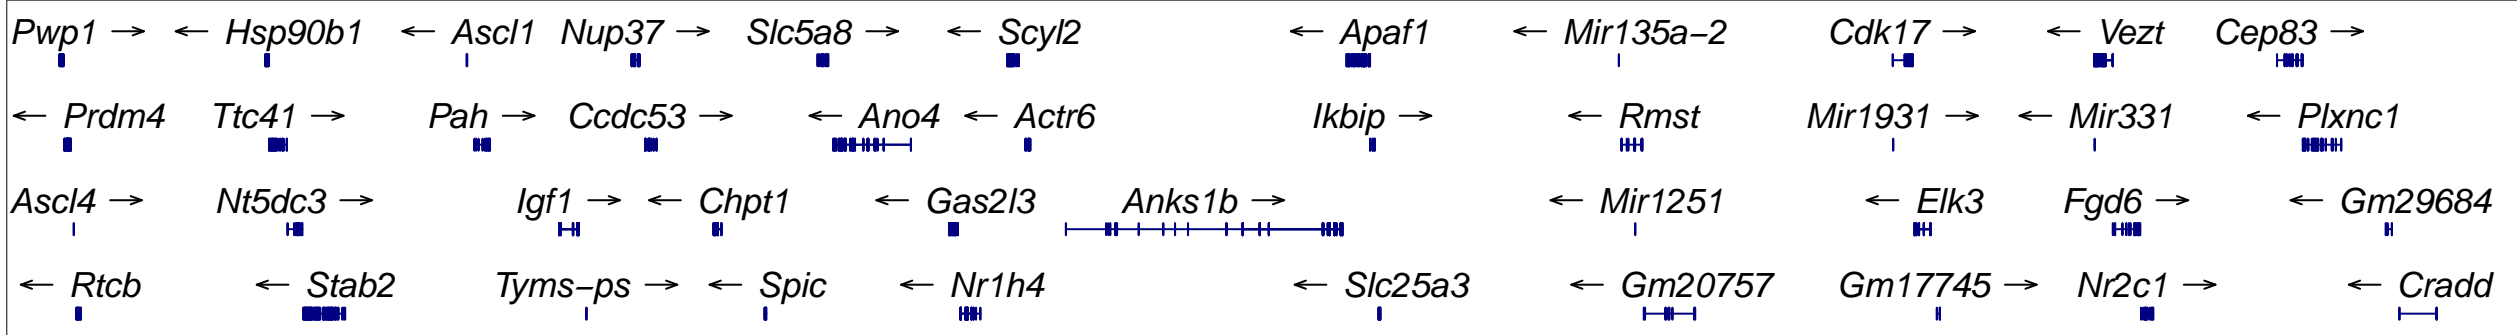 Pwp1 → ← Hsp90b1 ← Ascl1 Nup37 → Slc5a8 → ← Scyl2 ← Apaf1 ← Mir135a−2 Cdk17 → ← Vezt Cep83 →
← Prdm4 Ttc41 → Pah → Ccdc53 → ← Ano4 ← Actr6 Ikbip → ← Rmst Mir1931 → ← Mir331 ← Plxnc1
Ascl4 → Nt5dc3 → Igf1 → ← Chpt1 ← Gas2l3 Anks1b → ← Mir1251 ← Elk3 Fgd6 → ← Gm29684
← Rtcb ← Stab2 Tyms−ps → ← Spic ← Nr1h4 ← Slc25a3 ← Gm20757 Gm17745 → Nr2c1 → ← Cradd